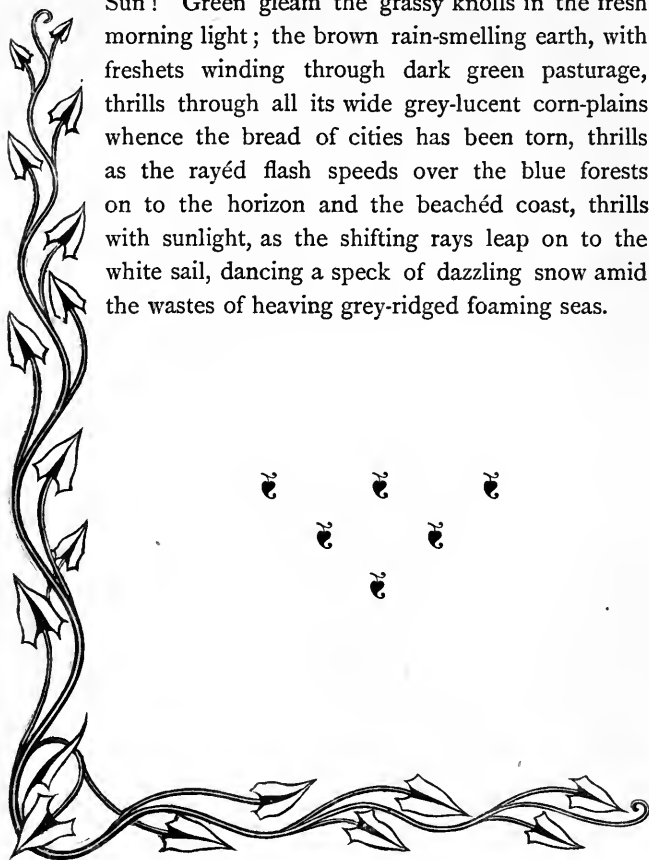 Sun! Green gleam the grassy knolls in the fresh
morning light; the brown rain-smelling earth, with
freshets winding through dark green pasturage,
thrills through all its wide grey-lucent corn-plains
whence the bread of cities has been torn, thrills
as the rayéd flash speeds over the blue forests
on to the horizon and the beachéd coast, thrills
with sunlight, as the shifting rays leap on to the
white sail, dancing a speck of dazzling snow amid
the wastes of heaving grey-ridged foaming seas.